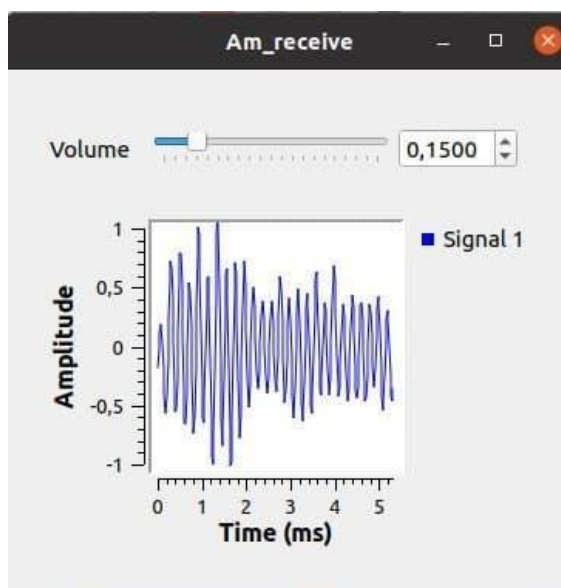 Am_receive
Volume
0,1500
Signal 1
1
0,5
0
-0,5
-1
Amplitude
0 1 2 3 4 5
Time (ms)